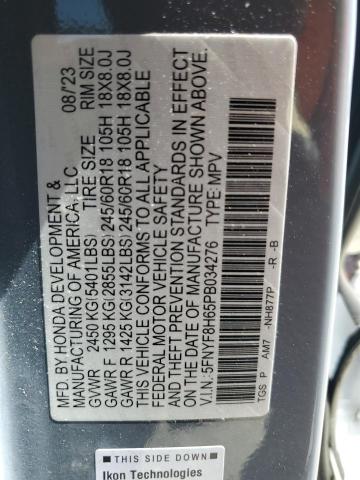 MFD. BY HONDA DEVELOPMENT & 08/'23
MANUFACTURING OF AMERICA, LLC
TIRE SIZE RIM SIZE
GVWR 2450 KG(5401LBS)
GAWR F 1295 KG(2855LBS) 245/60R18 105H 18X8.0J
GAWR R 1425 KG(3142LBS) 245/60R18 105H 18X8.0J
THIS VEHICLE CONFORMS TO ALL APPLICABLE
FEDERAL MOTOR VEHICLE SAFETY AND
THEFT PREVENTION STANDARDS IN EFFECT
ON THE DATE OF MANUFACTURE SHOWN ABOVE.
V.I.N.: 5FNYF8H65PB034276 TYPE: MPV
TGS P AM7 -NH877P -R -B
THIS SIDE DOWN
Ikon Technologies